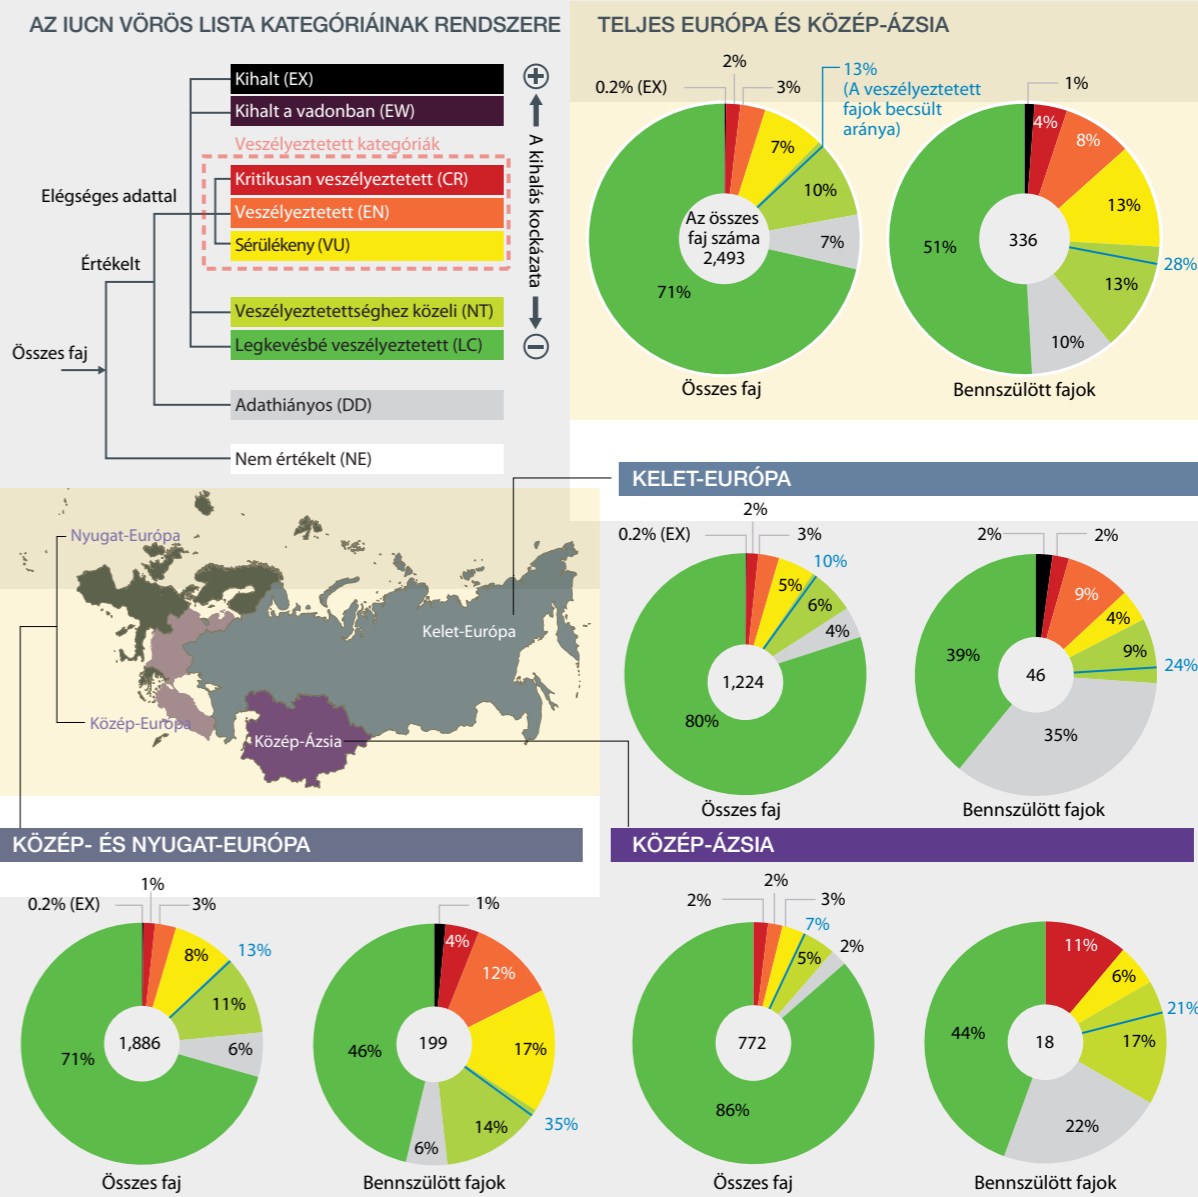 AZ IUCN VÖRÖS LISTA KATEGÓRIÁINAK RENDSZERE
Kihalt (EX)
Kihalt a vadonban (EW)
Veszélyeztetett kategóriák
Elégséges adattal
Kritikusan veszélyeztetett (CR)
Veszélyeztetett (EN)
Sérülékeny (VU)
Értékelt
Veszélyeztetettséghez közeli (NT)
Összes faj
Legkevésbé veszélyeztetett (LC)
Adathiányos (DD)
Nem értékelt (NE)
A kihalás kockázata
TELJES EURÓPA ÉS KÖZÉP-ÁZSIA
0.2% (EX)
2%
3%
13%
(A veszélyeztetett
fajok becsült
aránya)
7%
10%
7%
71%
Az összes
faj száma
2,493
Összes faj
1%
4%
8%
13%
28%
13%
10%
51%
336
Bennszülött fajok
Nyugat-Európa
Kelet-Európa
Közép-Európa
Közép-Ázsia
KELET-EURÓPA
0.2% (EX)
2%
3%
10%
5%
6%
4%
80%
1,224
Összes faj
2%
2%
9%
4%
9%
24%
35%
39%
46
Bennszülött fajok
KÖZÉP- ÉS NYUGAT-EURÓPA
0.2% (EX)
1%
3%
8%
13%
11%
6%
71%
1,886
Összes faj
1%
4%
12%
17%
35%
14%
6%
46%
199
Bennszülött fajok
KÖZÉP-ÁZSIA
2%
2%
3%
7%
5%
2%
86%
772
Összes faj
11%
6%
21%
17%
22%
44%
18
Bennszülött fajok